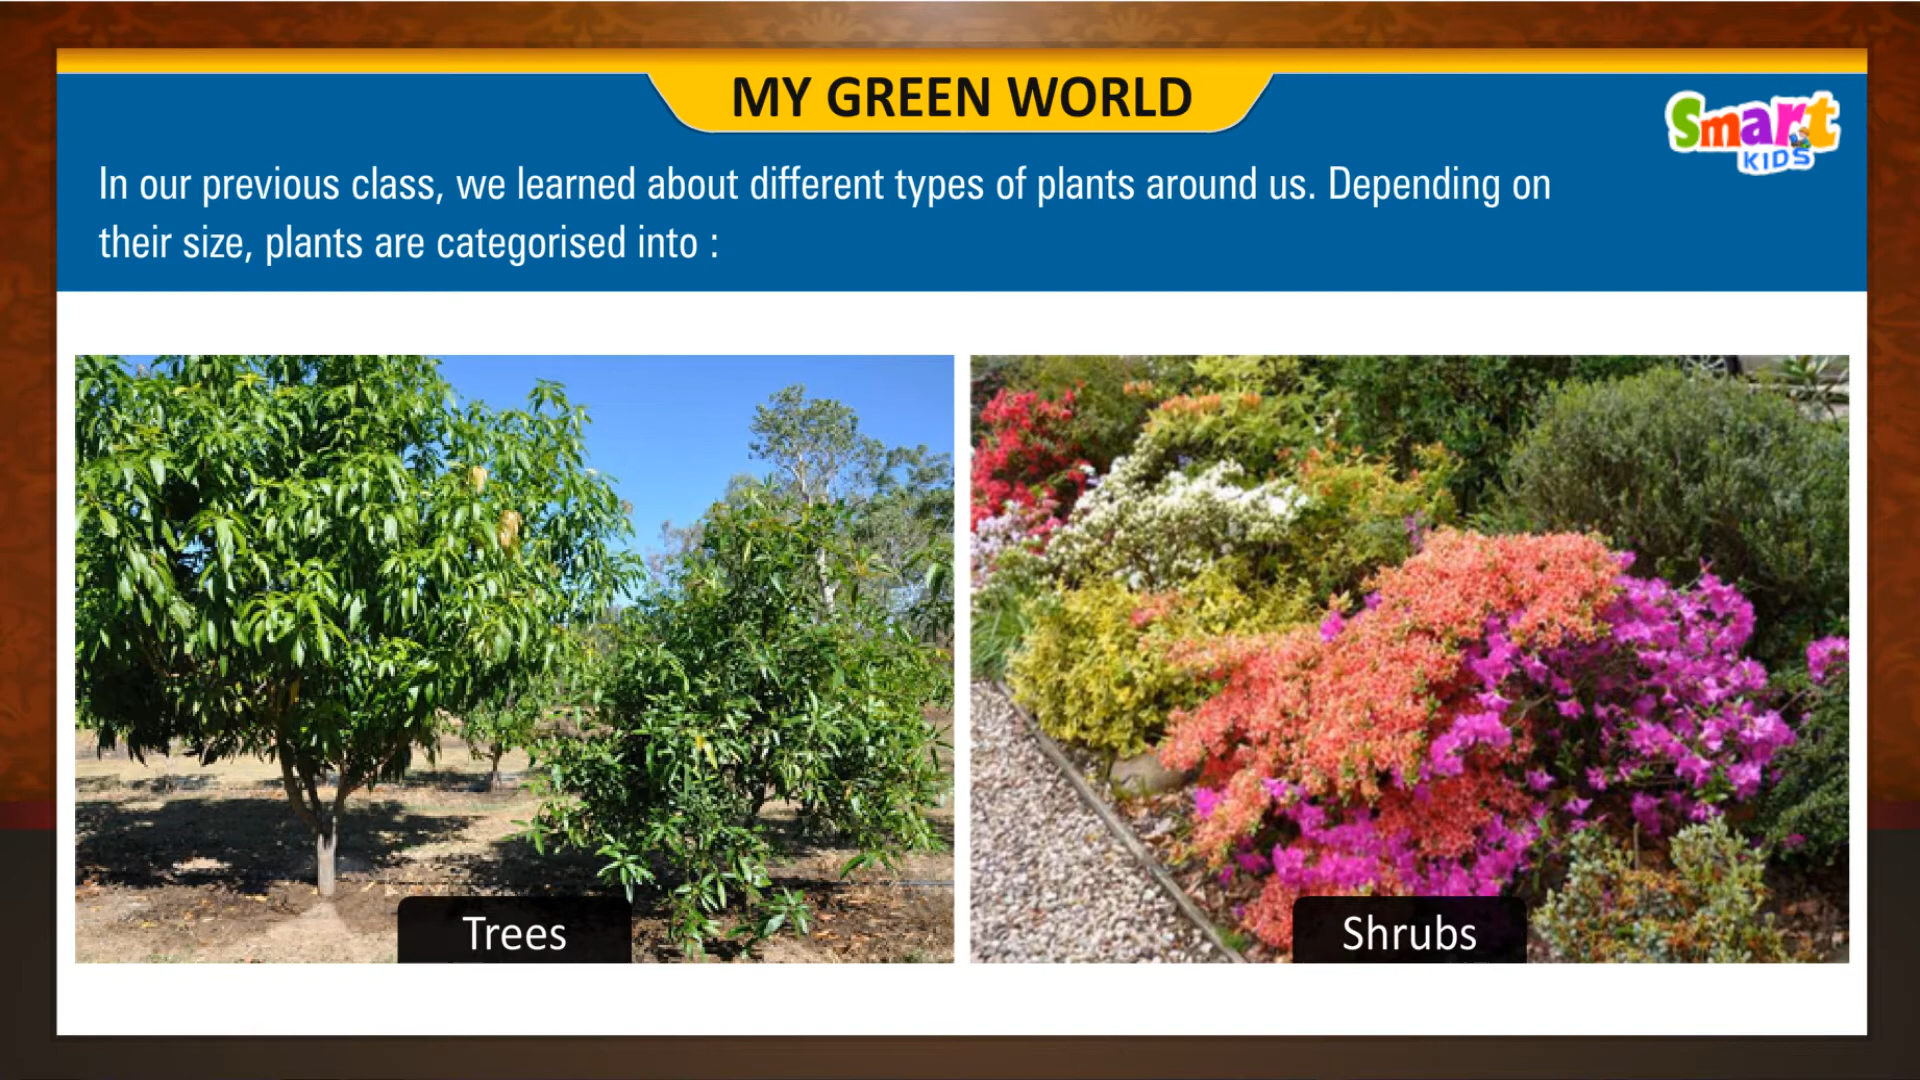 MY GREEN WORLD
Smart
KIDS
In our previous class, we learned about different types of plants around us. Depending on
their size, plants are categorised into :
Trees
Shrubs